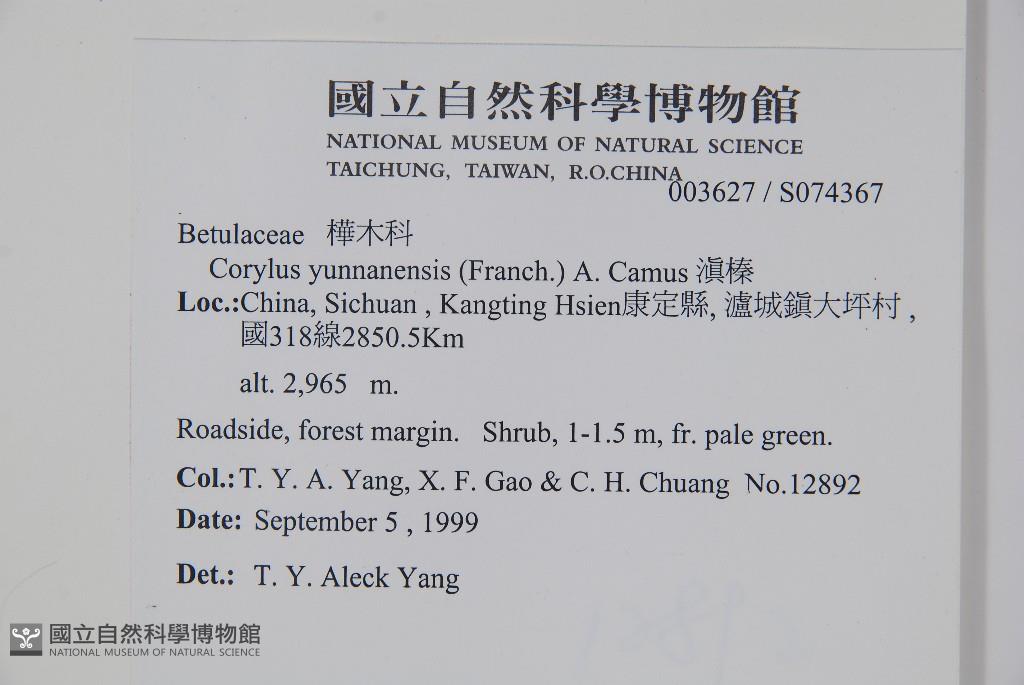 國立自然科學博物館
NATIONAL MUSEUM OF NATURAL SCIENCE
TAICHUNG, TAIWAN, R.O.CHINA
003627 / S074367
Betulaceae 樺木科
Corylus yunnanensis (Franch.) A. Camus 滇榛
Loc.:China, Sichuan , Kangting Hsien康定縣, 瀘城鎮大坪村 ,
國318線2850.5Km
alt. 2,965 m.
Roadside, forest margin. Shrub, 1-1.5 m, fr. pale green.
Col.: T. Y. A. Yang, X. F. Gao & C. H. Chuang No.12892
Date: September 5 , 1999
Det.: T. Y. Aleck Yang
國立自然科學博物館
NATIONAL MUSEUM OF NATURAL SCIENCE